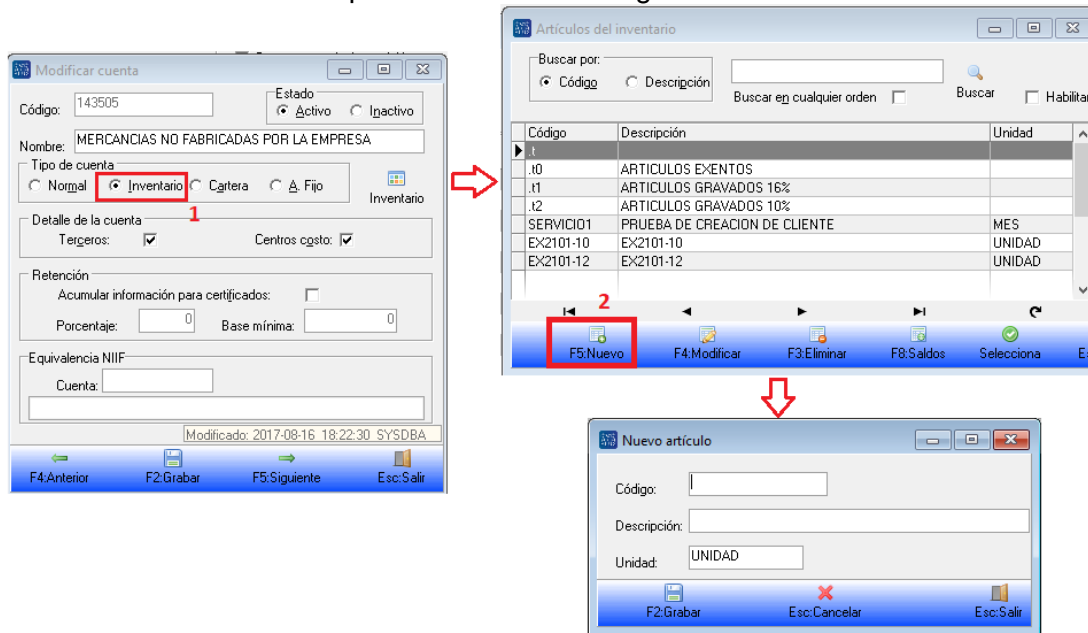 Modificar cuenta
Código: 143505
Estado
Activo Inactivo
Nombre: MERCANCIAS NO FABRICADAS POR LA EMPRESA
Tipo de cuenta
Normal Inventario Cartera A. Fijo
Inventario
1
Detalle de la cuenta
Terceros: Centros costo:
Retención
Acumular información para certificados:
Porcentaje: 0 Base mínima: 0
Equivalencia NIIF
Cuenta:
Modificado: 2017-08-16 18:22:30 SYSDBA
F4:Anterior F2:Grabar F5:Siguiente Esc:Salir
Artículos del inventario
Buscar por:
Código Descripción
Buscar en cualquier orden
Buscar
Habilitar
Código Descripción Unidad
.t
.t0 ARTICULOS EXENTOS
.t1 ARTICULOS GRAVADOS 16%
.t2 ARTICULOS GRAVADOS 10%
SERVICIO1 PRUEBA DE CREACION DE CLIENTE MES
EX2101-10 EX2101-10 UNIDAD
EX2101-12 EX2101-12 UNIDAD
2
F5:Nuevo F4:Modificar F3:Eliminar F8:Saldos Selecciona
Nuevo artículo
Código:
Descripción:
Unidad: UNIDAD
F2:Grabar Esc:Cancelar Esc:Salir